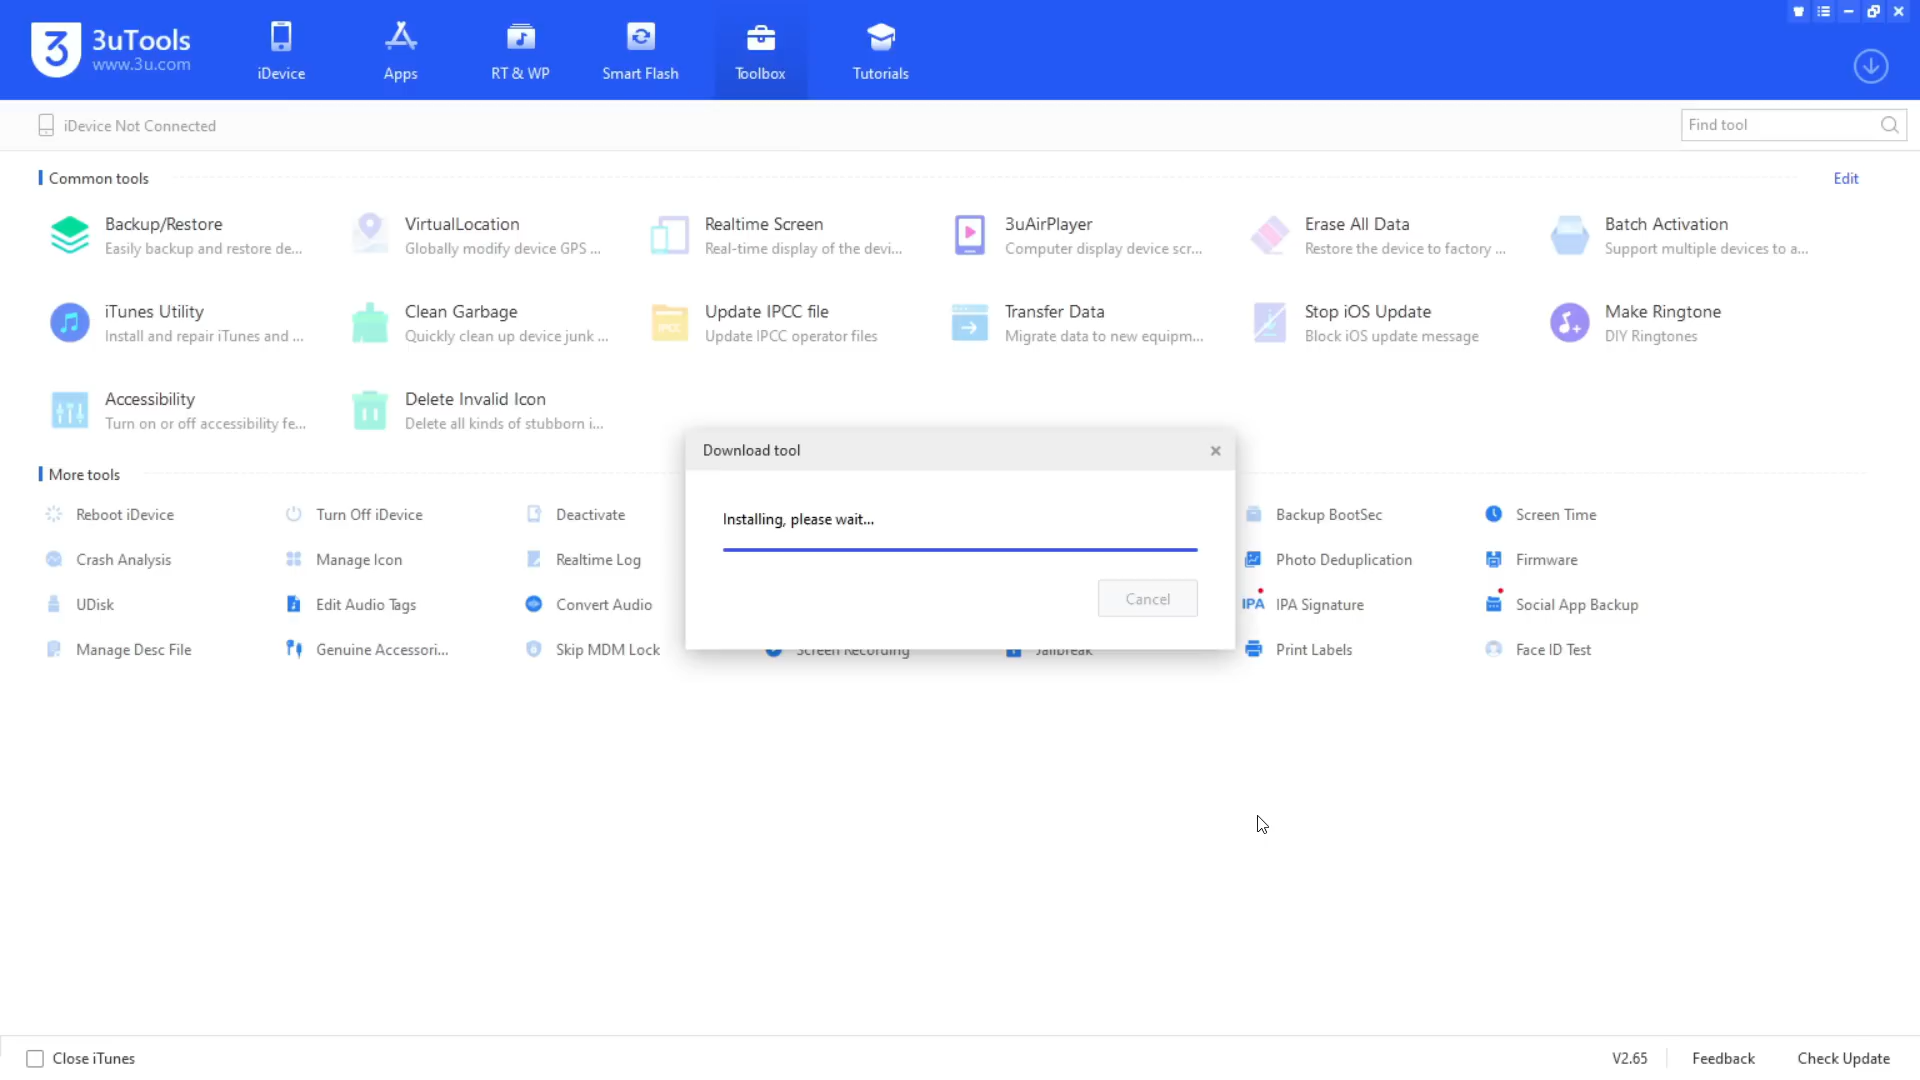 3uTools
www.3u.com
iDevice
Apps
RT & WP
Smart Flash
Toolbox
Tutorials
iDevice Not Connected
Find tool
Common tools
Edit
Backup/Restore
Easily backup and restore de...
VirtualLocation
Globally modify device GPS ...
Realtime Screen
Real-time display of the devi...
3uAirPlayer
Computer display device scr...
Erase All Data
Restore the device to factory ...
Batch Activation
Support multiple devices to a...
iTunes Utility
Install and repair iTunes and ...
Clean Garbage
Quickly clean up device junk ...
Update IPCC file
Update IPCC operator files
Transfer Data
Migrate data to new equipm...
Stop iOS Update
Block iOS update message
Make Ringtone
DIY Ringtones
Accessibility
Turn on or off accessibility fe...
Delete Invalid Icon
Delete all kinds of stubborn i...
Download tool
Installing, please wait...
Cancel
More tools
Reboot iDevice
Turn Off iDevice
Deactivate
Backup BootSec
Screen Time
Crash Analysis
Manage Icon
Realtime Log
Photo Deduplication
Firmware
UDisk
Edit Audio Tags
Convert Audio
IPA
IPA Signature
Social App Backup
Manage Desc File
Genuine Accessori...
Skip MDM Lock
Screen Recording
Jailbreak
Print Labels
Face ID Test
Close iTunes
V2.65
Feedback
Check Update